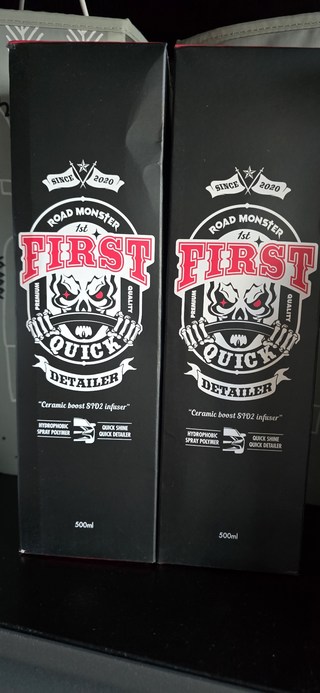 SINCE 2020
ROAD MONSTER
1st
FIRST
PREMIUM QUALITY
QUICK
DETAILER
"Ceramic boost S9D2 infuser"
HYDROPHOBIC QUICK SHINE
SPRAY POLYMER QUICK DETAILER
500ml
SINCE 2020
ROAD MONSTER
1st
FIRST
PREMIUM QUALITY
QUICK
DETAILER
"Ceramic boost S9D2 infuser"
HYDROPHOBIC QUICK SHINE
SPRAY POLYMER QUICK DETAILER
500ml